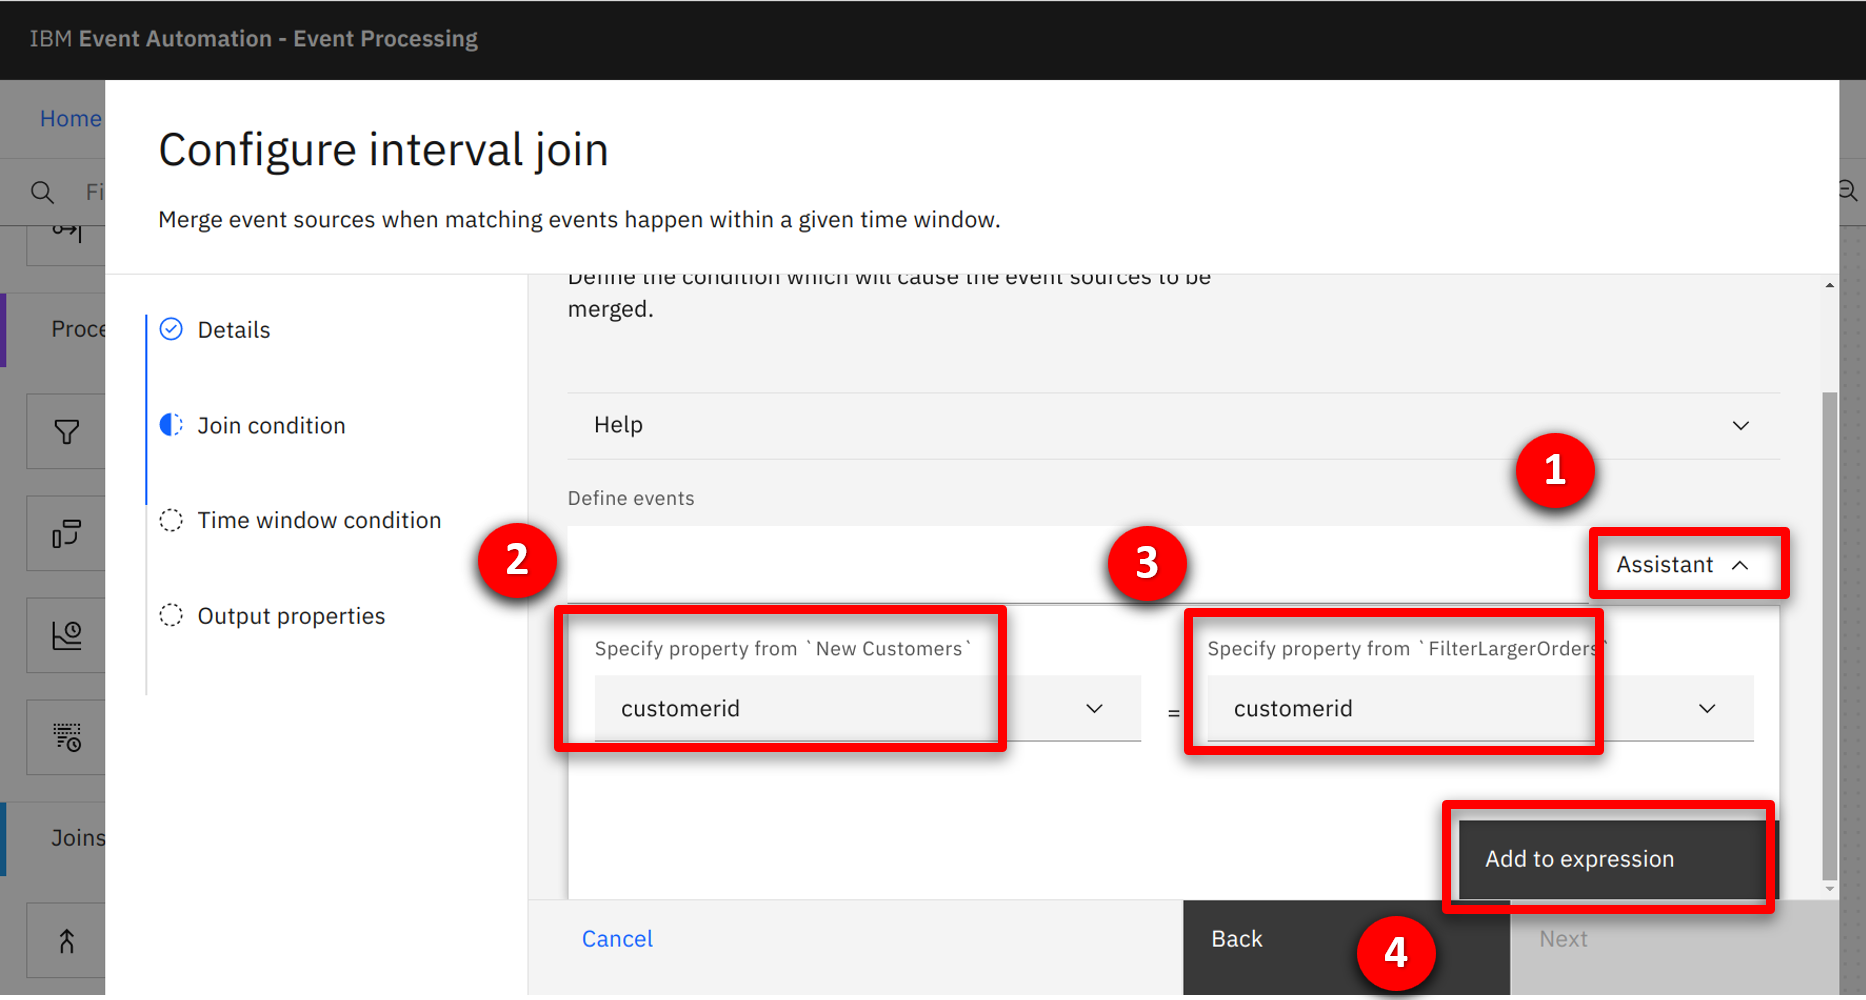 IBM Event Automation - Event Processing
Home
Configure interval join
Fi
Merge event sources when matching events happen within a given time window.
Define the condition which will cause the event sources to be
merged.
Details
Proce
Join condition
Help
1
Define events
Time window condition
2
3
Assistant
Output properties
Specify property from `New Customers`
Specify property from `FilterLargerOrders`
customerid
=
customerid
Joins
Add to expression
Cancel
Back
4
Next